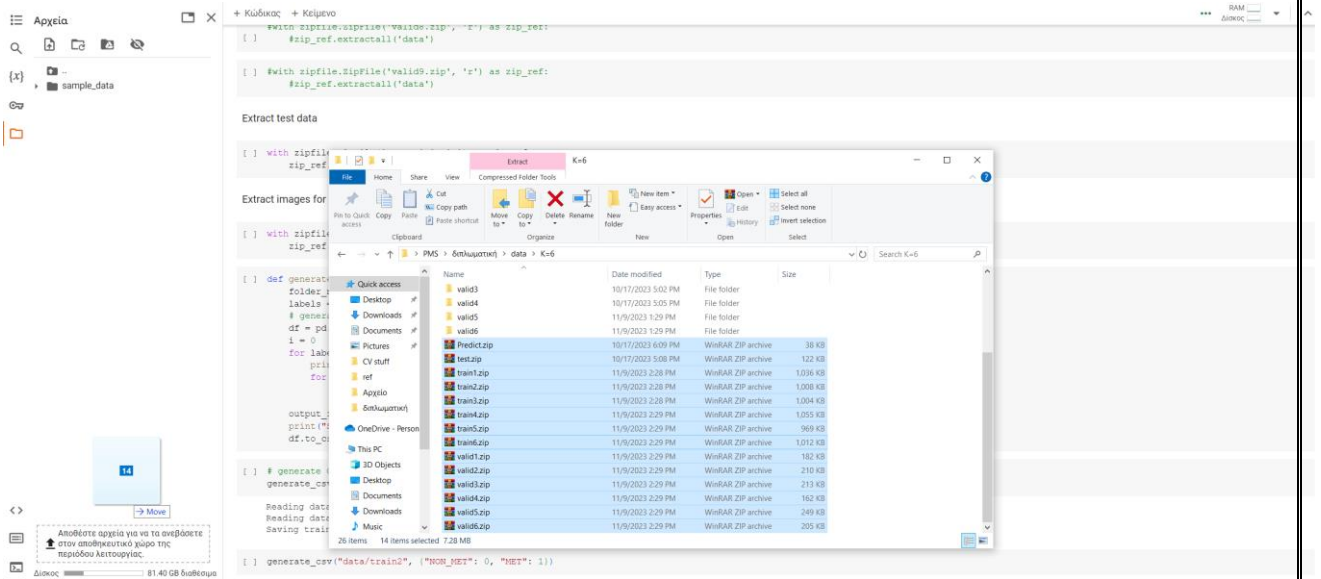 Αρχεία
..
sample_data
14
→ Move
Αποθέστε αρχεία για να τα ανεβάσετε
στον αποθηκευτικό χώρο της
περιόδου λειτουργίας.
Δίσκος
81.40 GB διαθέσιμα
+ Κώδικας + Κείμενο
RAM
Δίσκος
#with zipfile.ZipFile('valid8.zip', 'r') as zip_ref:
[ ] #zip_ref.extractall('data')
[ ] #with zipfile.ZipFile('valid9.zip', 'r') as zip_ref:
#zip_ref.extractall('data')
Extract test data
[ ] with zipfile
zip_ref
Extract images for
[ ] with zipfile
zip_ref
[ ] def generate
folder_
labels
# gener
df = pd
i = 0
for labe
pri
for
output_
print("
df.to_c
[ ] # generate
generate_csv
Reading data
Reading data
Saving train
[ ] generate_csv("data/train2", {"NON_MET": 0, "MET": 1})
Extract K=6
File Home Share View Compressed Folder Tools
Pin to Quick access
Copy
Paste
Cut
Copy path
Paste shortcut
Move to
Copy to
Delete
Rename
New folder
New item
Easy access
Properties
Open
Edit
History
Select all
Select none
Invert selection
Clipboard Organize New Open Select
PMS > διπλωματική > data > K=6
Search K=6
Quick access
Desktop
Downloads
Documents
Pictures
CV stuff
ref
Αρχείο
διπλωματική
OneDrive - Person
This PC
3D Objects
Desktop
Documents
Downloads
Music
Name Date modified Type Size
valid3 10/17/2023 5:02 PM File folder
valid4 10/17/2023 5:05 PM File folder
valid5 11/9/2023 1:29 PM File folder
valid6 11/9/2023 1:29 PM File folder
Predict.zip 10/17/2023 6:09 PM WinRAR ZIP archive 38 KB
test.zip 10/17/2023 5:08 PM WinRAR ZIP archive 122 KB
train1.zip 11/9/2023 2:28 PM WinRAR ZIP archive 1,036 KB
train2.zip 11/9/2023 2:28 PM WinRAR ZIP archive 1,008 KB
train3.zip 11/9/2023 2:28 PM WinRAR ZIP archive 1,004 KB
train4.zip 11/9/2023 2:29 PM WinRAR ZIP archive 1,055 KB
train5.zip 11/9/2023 2:29 PM WinRAR ZIP archive 969 KB
train6.zip 11/9/2023 2:29 PM WinRAR ZIP archive 1,012 KB
valid1.zip 11/9/2023 2:29 PM WinRAR ZIP archive 182 KB
valid2.zip 11/9/2023 2:29 PM WinRAR ZIP archive 210 KB
valid3.zip 11/9/2023 2:29 PM WinRAR ZIP archive 213 KB
valid4.zip 11/9/2023 2:29 PM WinRAR ZIP archive 162 KB
valid5.zip 11/9/2023 2:29 PM WinRAR ZIP archive 249 KB
valid6.zip 11/9/2023 2:29 PM WinRAR ZIP archive 205 KB
26 items 14 items selected 7.28 MB